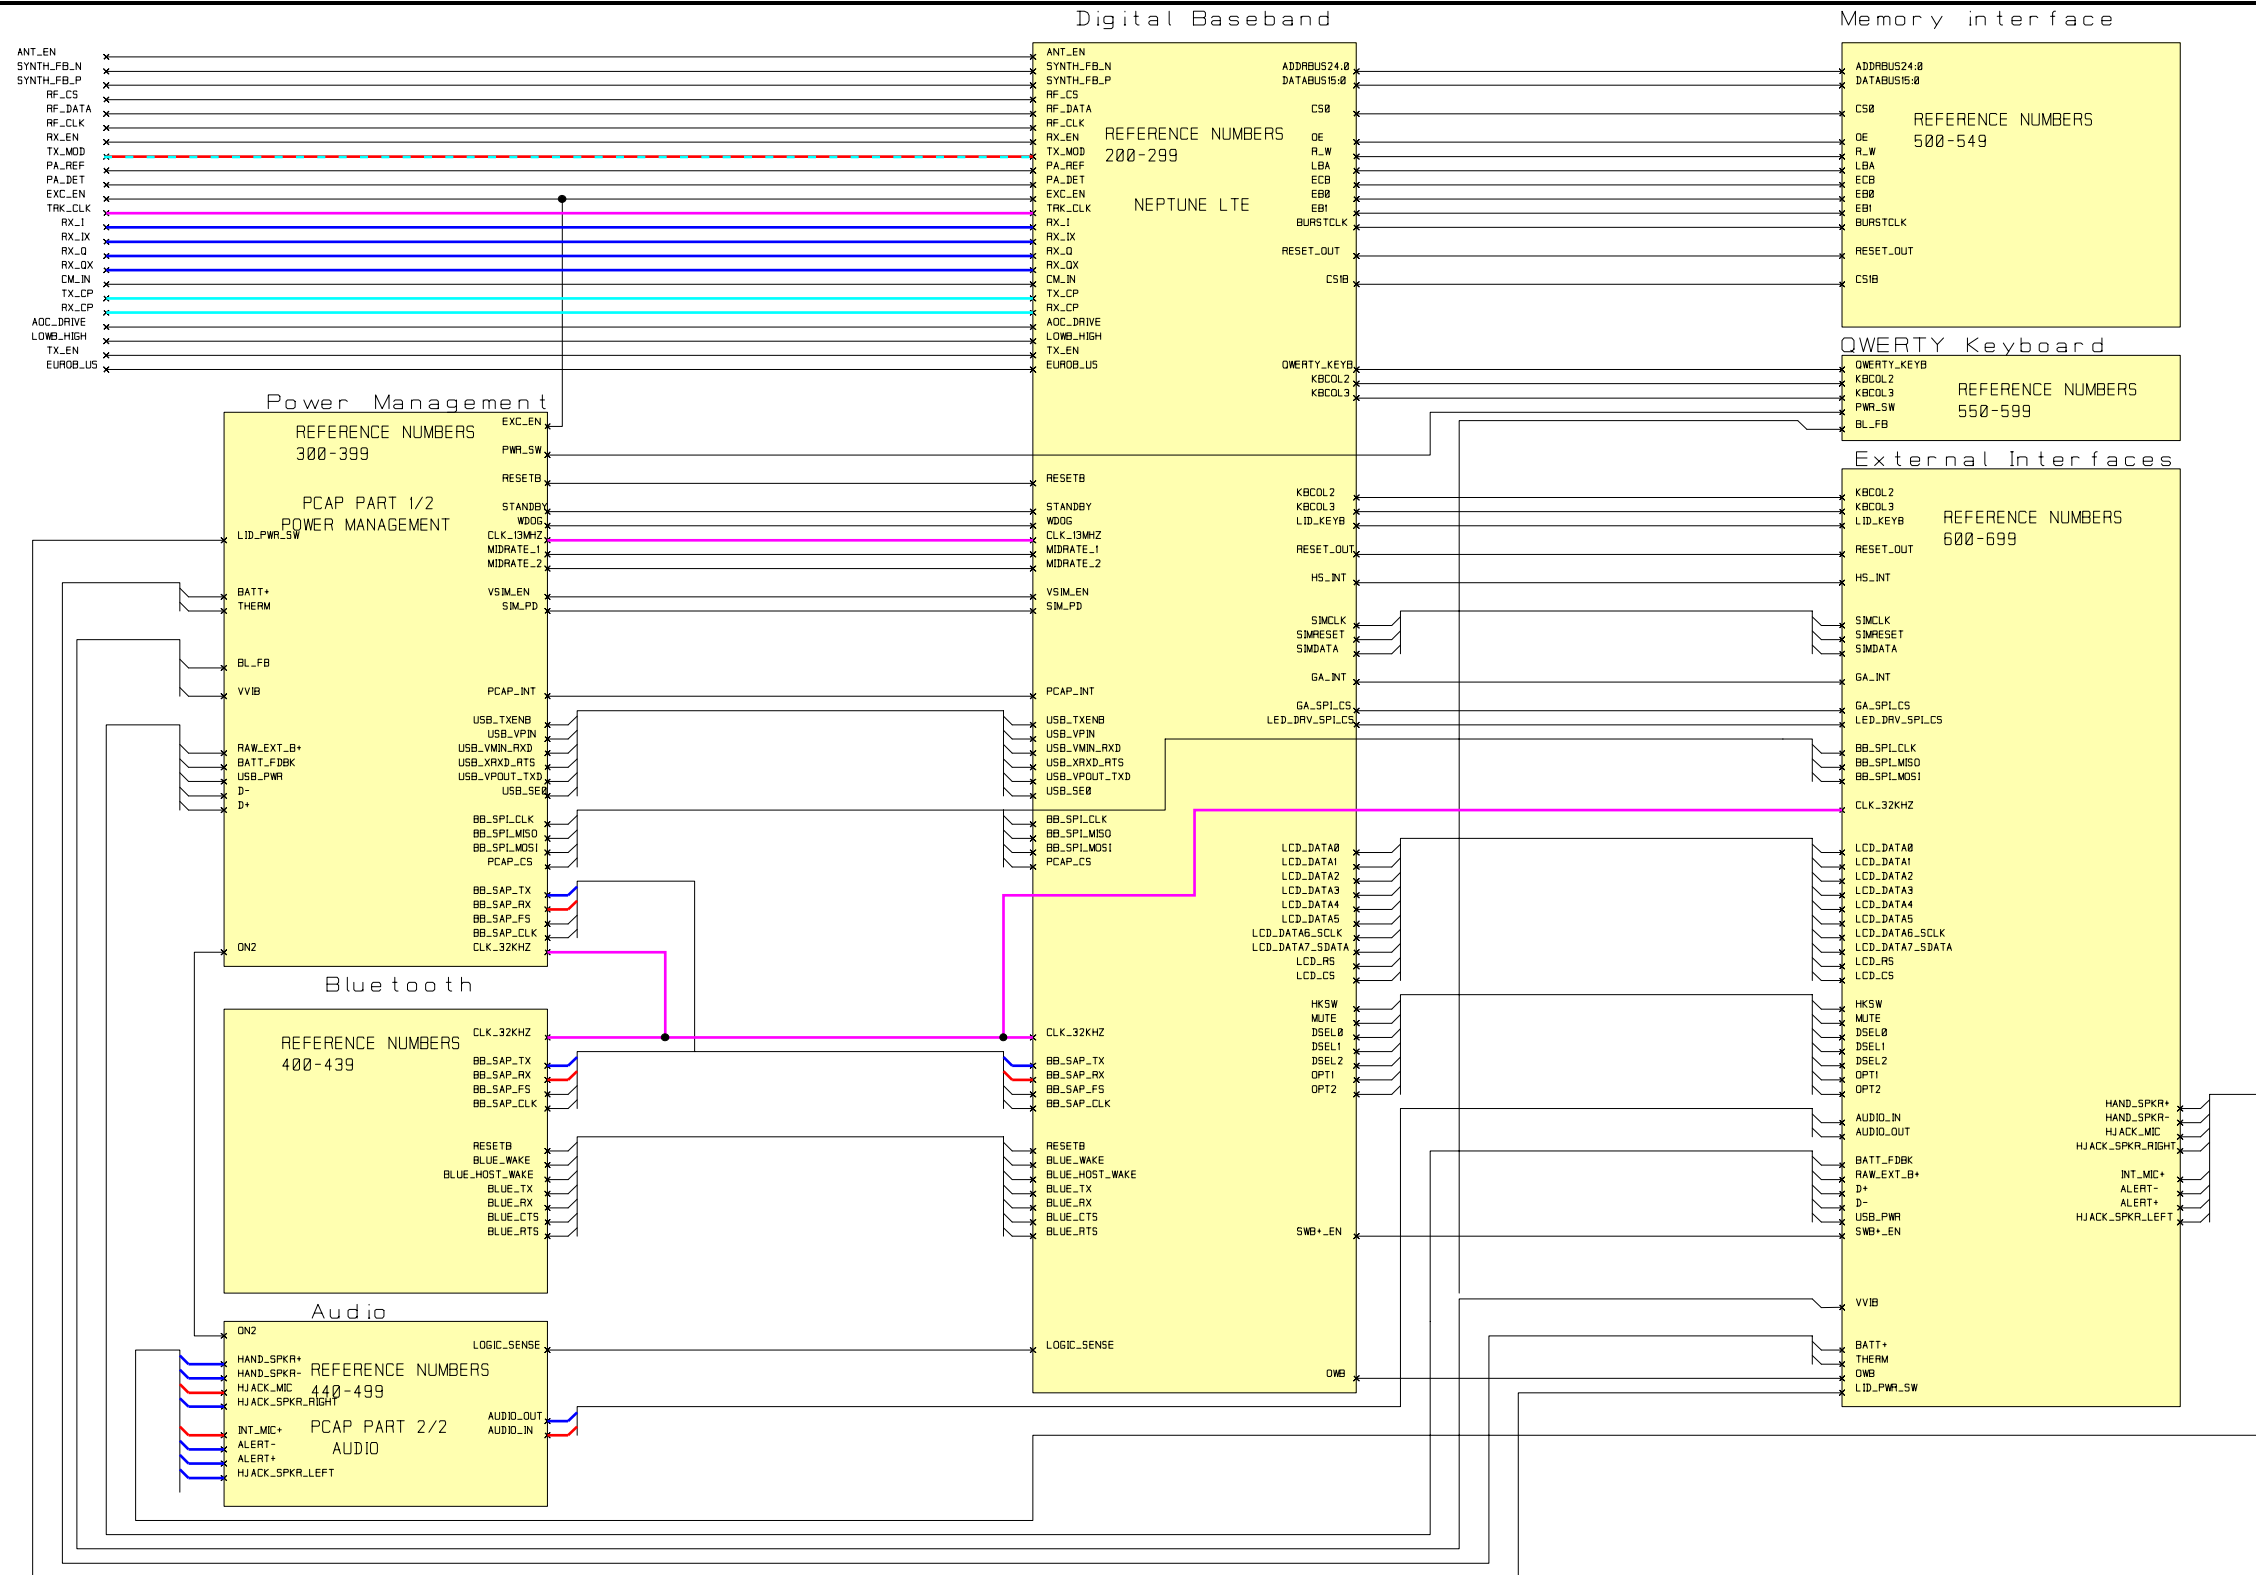 Digital Baseband
Memory interface
ANT_EN
SYNTH_FB_N
SYNTH_FB_P
RF_CS
RF_DATA
RF_CLK
RX_EN
TX_MOD
PA_REF
PA_DET
EXC_EN
TRK_CLK
RX_I
RX_IX
RX_Q
RX_QX
CM_IN
TX_CP
RX_CP
AOC_DRIVE
LOWB_HIGH
TX_EN
EUROB_US
ANT_EN
SYNTH_FB_N
SYNTH_FB_P
RF_CS
RF_DATA
RF_CLK
RX_EN
TX_MOD
PA_REF
PA_DET
EXC_EN
TRK_CLK
RX_I
RX_IX
RX_Q
RX_QX
CM_IN
TX_CP
RX_CP
AOC_DRIVE
LOWB_HIGH
TX_EN
EUROB_US
REFERENCE NUMBERS
200-299
NEPTUNE LTE
ADDRBUS24:0
DATABUS15:0
CS0
OE
R_W
LBA
ECB
EB0
EB1
BURSTCLK
RESET_OUT
CS1B
QWERTY_KEYB
KBCOL2
KBCOL3
ADDRBUS24:0
DATABUS15:0
CS0
OE
R_W
LBA
ECB
EB0
EB1
BURSTCLK
RESET_OUT
CS1B
REFERENCE NUMBERS
500-549
QWERTY Keyboard
QWERTY_KEYB
KBCOL2
KBCOL3
PWR_SW
BL_FB
REFERENCE NUMBERS
550-599
Power Management
REFERENCE NUMBERS
300-399
PCAP PART 1/2
POWER MANAGEMENT
LID_PWR_SW
BATT+
THERM
BL_FB
VVIB
RAW_EXT_B+
BATT_FDBK
USB_PWR
D-
D+
ON2
EXC_EN
PWR_SW
RESETB
STANDBY
WDOG
CLK_13MHZ
MIDRATE_1
MIDRATE_2
VSIM_EN
SIM_PD
PCAP_INT
USB_TXENB
USB_VPIN
USB_VMIN_RXD
USB_XRXD_RTS
USB_VPOUT_TXD
USB_SE0
BB_SPI_CLK
BB_SPI_MISO
BB_SPI_MOSI
PCAP_CS
BB_SAP_TX
BB_SAP_RX
BB_SAP_FS
BB_SAP_CLK
CLK_32KHZ
RESETB
STANDBY
WDOG
CLK_13MHZ
MIDRATE_1
MIDRATE_2
VSIM_EN
SIM_PD
PCAP_INT
USB_TXENB
USB_VPIN
USB_VMIN_RXD
USB_XRXD_RTS
USB_VPOUT_TXD
USB_SE0
BB_SPI_CLK
BB_SPI_MISO
BB_SPI_MOSI
PCAP_CS
CLK_32KHZ
BB_SAP_TX
BB_SAP_RX
BB_SAP_FS
BB_SAP_CLK
RESETB
BLUE_WAKE
BLUE_HOST_WAKE
BLUE_TX
BLUE_RX
BLUE_CTS
BLUE_RTS
LOGIC_SENSE
KBCOL2
KBCOL3
LID_KEYB
RESET_OUT
HS_INT
SIMCLK
SIMRESET
SIMDATA
GA_INT
GA_SPI_CS
LED_DRV_SPI_CS
LCD_DATA0
LCD_DATA1
LCD_DATA2
LCD_DATA3
LCD_DATA4
LCD_DATA5
LCD_DATA6_SCLK
LCD_DATA7_SDATA
LCD_RS
LCD_CS
HKSW
MUTE
DSEL0
DSEL1
DSEL2
OPT1
OPT2
SWB+_EN
OWB
External Interfaces
REFERENCE NUMBERS
600-699
KBCOL2
KBCOL3
LID_KEYB
RESET_OUT
HS_INT
SIMCLK
SIMRESET
SIMDATA
GA_INT
GA_SPI_CS
LED_DRV_SPI_CS
BB_SPI_CLK
BB_SPI_MISO
BB_SPI_MOSI
CLK_32KHZ
LCD_DATA0
LCD_DATA1
LCD_DATA2
LCD_DATA3
LCD_DATA4
LCD_DATA5
LCD_DATA6_SCLK
LCD_DATA7_SDATA
LCD_RS
LCD_CS
HKSW
MUTE
DSEL0
DSEL1
DSEL2
OPT1
OPT2
AUDIO_IN
AUDIO_OUT
BATT_FDBK
RAW_EXT_B+
D+
D-
USB_PWR
SWB+_EN
VVIB
BATT+
THERM
OWB
LID_PWR_SW
HAND_SPKR+
HAND_SPKR-
HJACK_MIC
HJACK_SPKR_RIGHT
INT_MIC+
ALERT-
ALERT+
HJACK_SPKR_LEFT
Bluetooth
REFERENCE NUMBERS
400-439
CLK_32KHZ
BB_SAP_TX
BB_SAP_RX
BB_SAP_FS
BB_SAP_CLK
RESETB
BLUE_WAKE
BLUE_HOST_WAKE
BLUE_TX
BLUE_RX
BLUE_CTS
BLUE_RTS
Audio
ON2
HAND_SPKR+
HAND_SPKR-
HJACK_MIC
HJACK_SPKR_RIGHT
INT_MIC+
ALERT-
ALERT+
HJACK_SPKR_LEFT
REFERENCE NUMBERS
440-499
PCAP PART 2/2
AUDIO
LOGIC_SENSE
AUDIO_OUT
AUDIO_IN